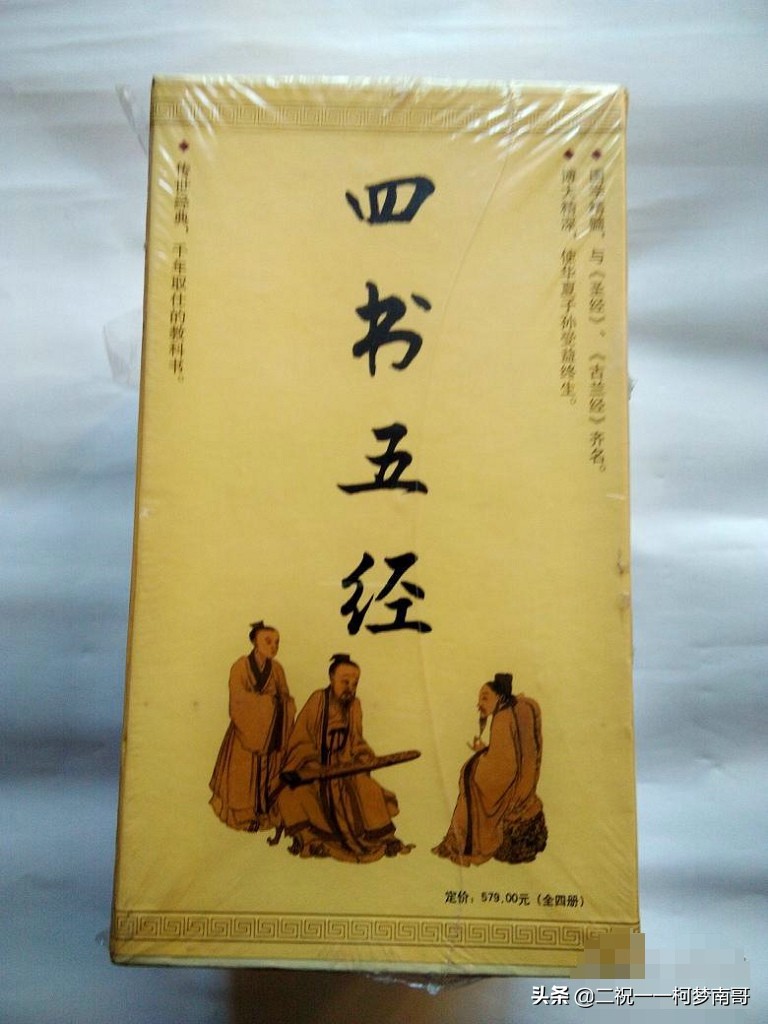 国学精髓，与《圣经》、《古兰经》齐名。
博大精深，使华夏子孙受益终生。
四书五经
传世经典，千年取住的教科书。
定价：579.00元（全四册）
头条 @二祝一一柯梦南哥